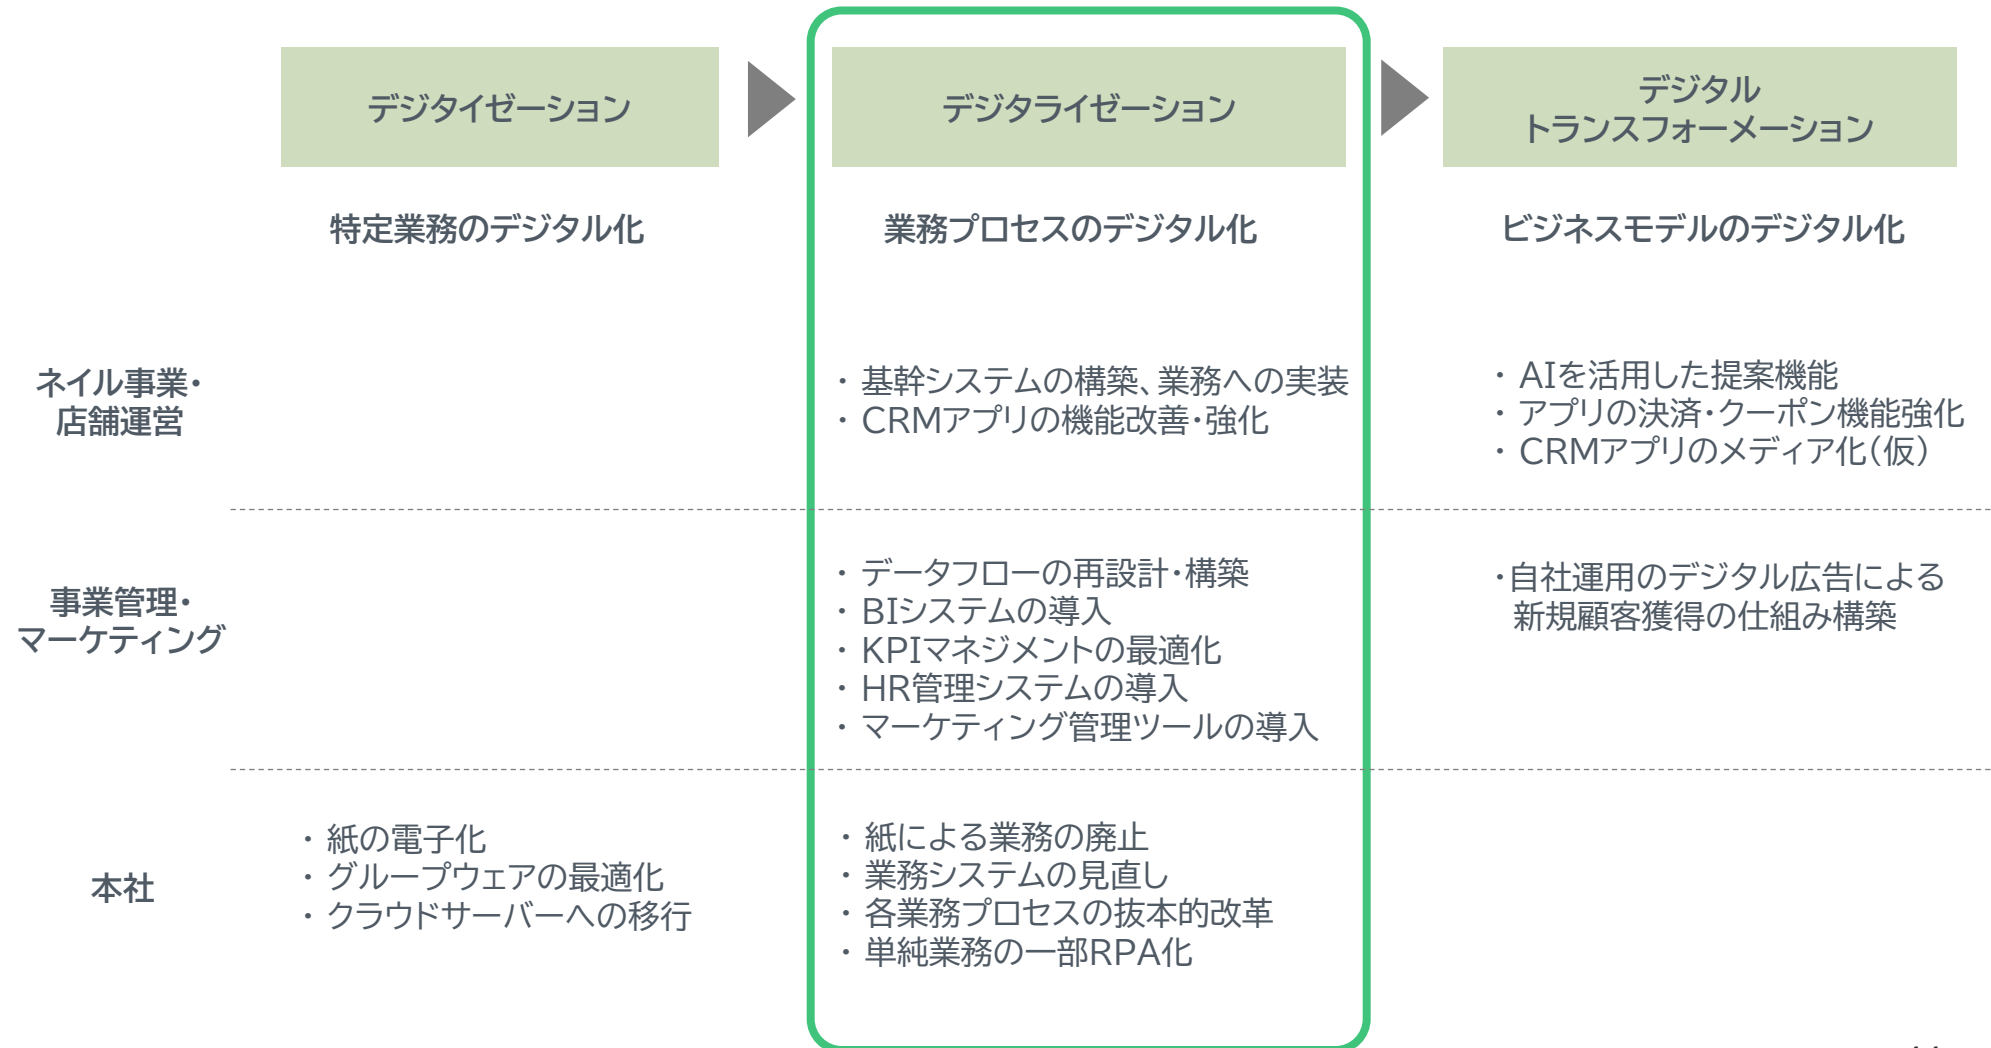 デジタイゼーション
デジタライゼーション
デジタル
トランスフォーメーション
特定業務のデジタル化
業務プロセスのデジタル化
ビジネスモデルのデジタル化
ネイル事業・
店舗運営
・ 基幹システムの構築、業務への実装
・ CRMアプリの機能改善・強化
・ AIを活用した提案機能
・ アプリの決済・クーポン機能強化
・ CRMアプリのメディア化(仮)
事業管理・
マーケティング
・ データフローの再設計・構築
・ BIシステムの導入
・ KPIマネジメントの最適化
・ HR管理システムの導入
・ マーケティング管理ツールの導入
・自社運用のデジタル広告による
新規顧客獲得の仕組み構築
本社
・ 紙の電子化
・ グループウェアの最適化
・ クラウドサーバーへの移行
・ 紙による業務の廃止
・ 業務システムの見直し
・ 各業務プロセスの抜本的改革
・ 単純業務の一部RPA化